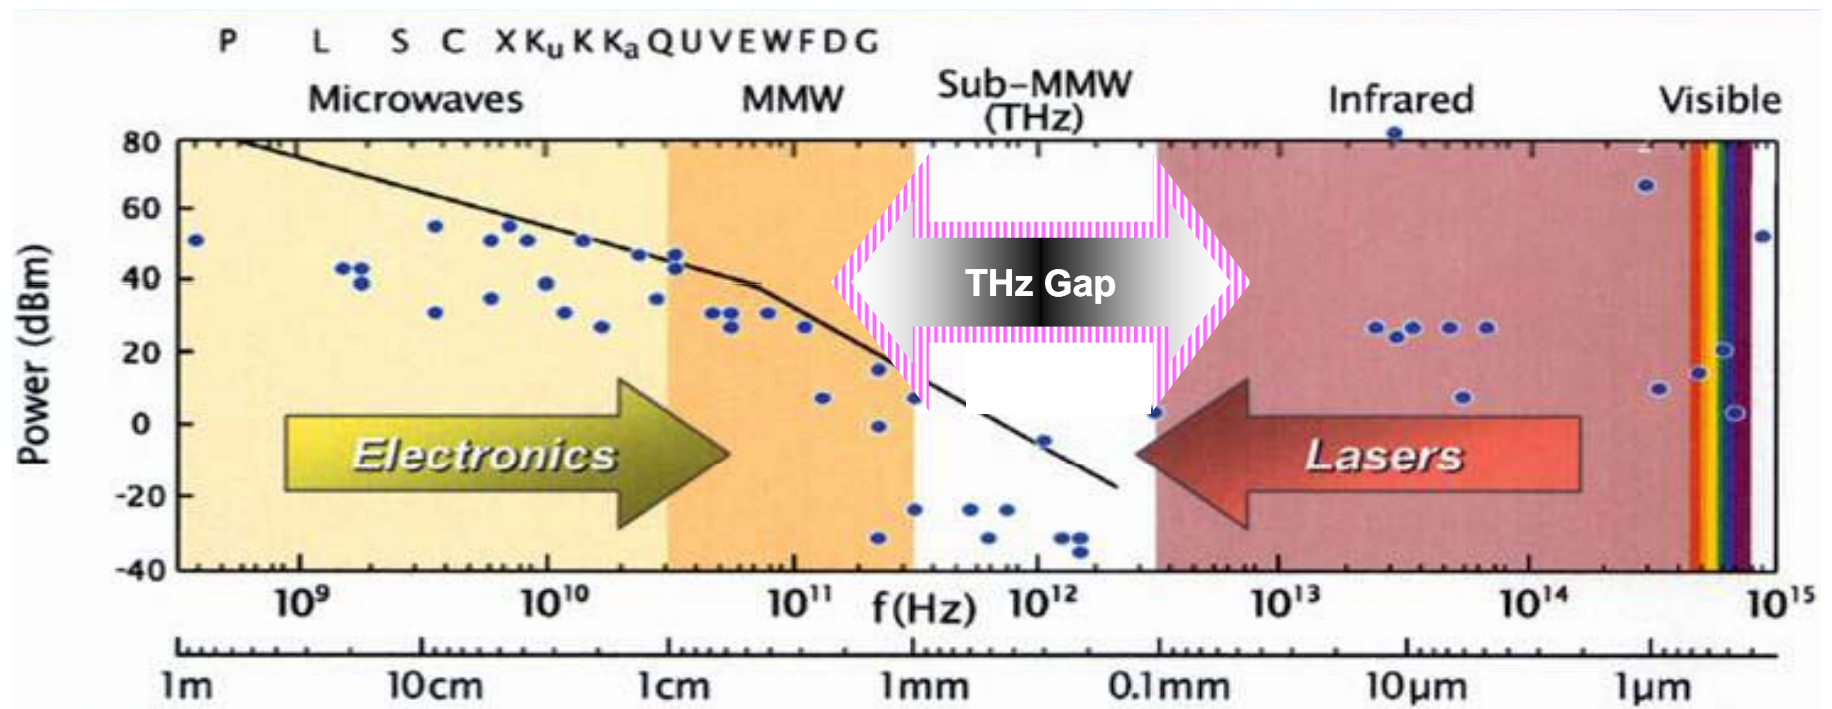 P L S C X Ku K Ka Q U V E W F D G
Microwaves MMW Sub-MMW (THz) Infrared Visible
Power (dBm)
80
60
40
20
0
-20
-40
THz Gap
Electronics
Lasers
10⁹ 10¹⁰ 10¹¹ f(Hz) 10¹² 10¹³ 10¹⁴ 10¹⁵
1m 10cm 1cm 1mm 0.1mm 10µm 1µm